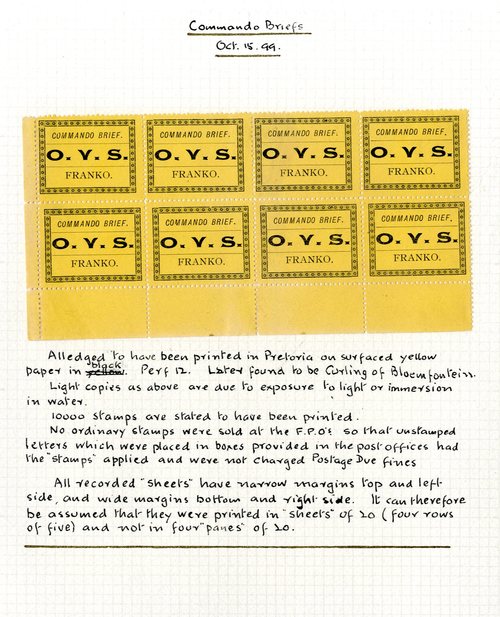 Commando Briefs
Oct. 15. 99.
COMMANDO BRIEF. COMMANDO BRIEF. COMMANDO BRIEF. COMMANDO BRIEF.
O. V. S. O. V. S. O. V. S. O. V. S.
FRANKO. FRANKO. FRANKO. FRANKO.
COMMANDO BRIEF. COMMANDO BRIEF. COMMANDO BRIEF. COMMANDO BRIEF.
O. V. S. O. V. S. O. V. S. O. V. S.
FRANKO. FRANKO. FRANKO. FRANKO.
Alledged to have been printed in Pretoria on surfaced yellow
paper in black yellow. Perf 12. Later found to be Curling of Bloemfontein.
Light copies as above are due to exposure to light or immersion
in water.
10000 stamps are stated to have been printed.
No ordinary stamps were sold at the F.P.O's so that unstamped
letters which were placed in boxes provided in the post offices had
the "stamps" applied and were not charged Postage Due fines
All recorded "sheets" have narrow margins top and left
side, and wide margins bottom and right side. It can therefore
be assumed that they were printed in "sheets" of 20 (four rows
of five) and not in four "panes" of 20.